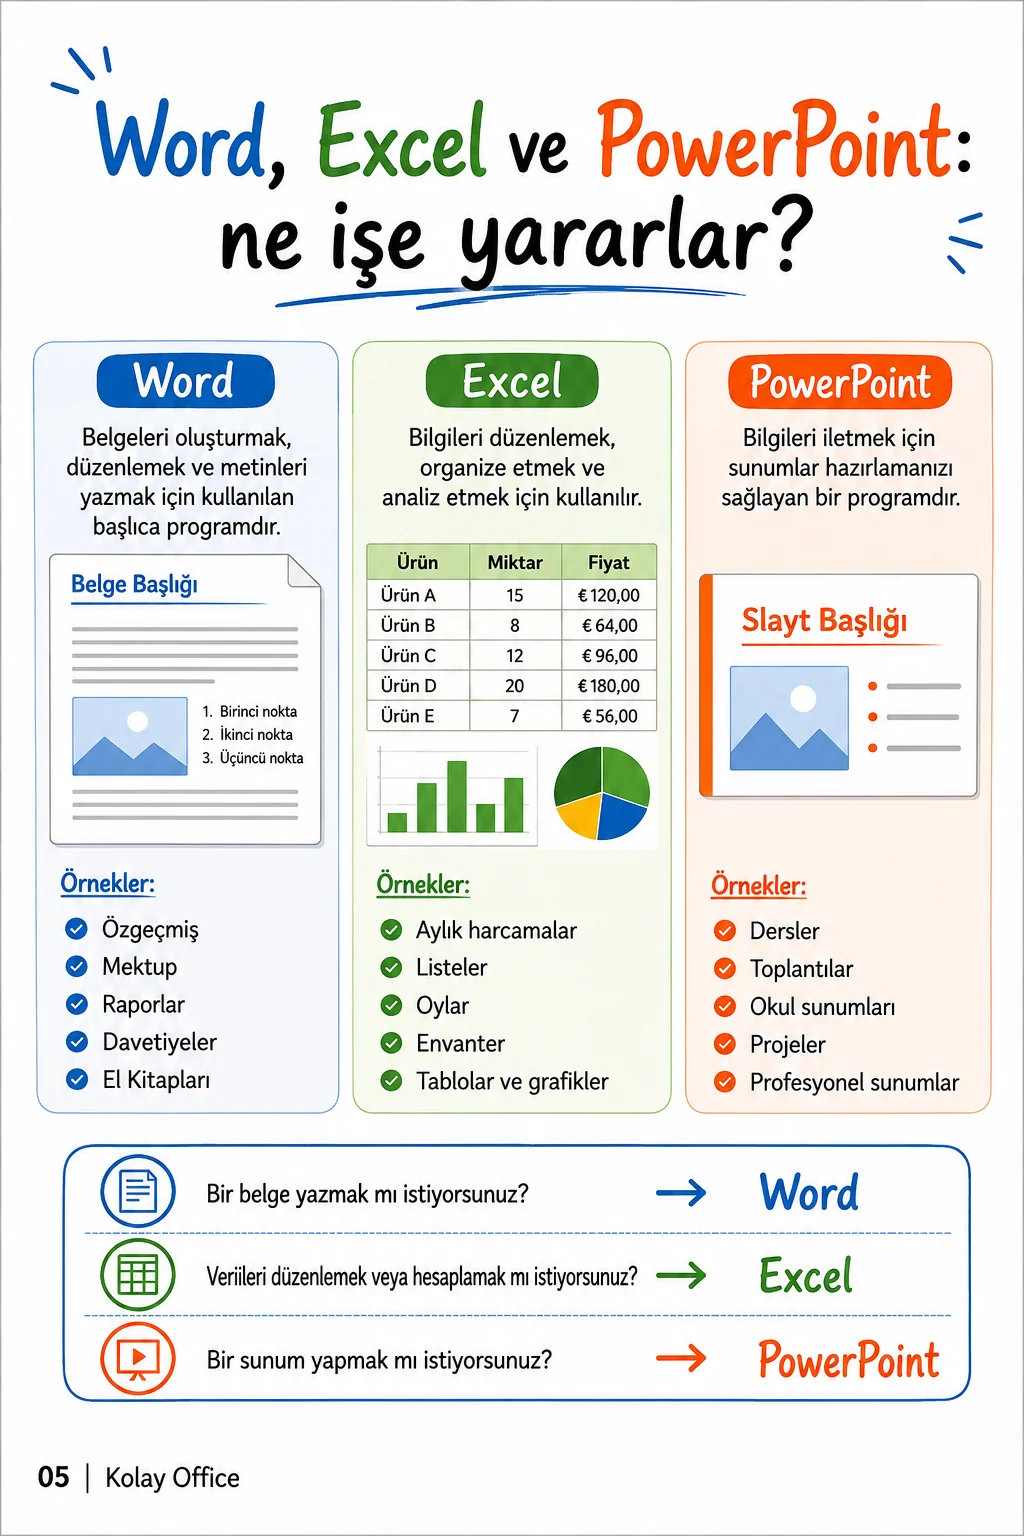 Word, Excel ve PowerPoint:
ne işe yararlar?
Word
Belgeleri oluşturmak,
düzenlemek ve metinleri
yazmak için kullanılan
başlıca programdır.
Belge Başlığı
1. Birinci nokta
2. İkinci nokta
3. Üçüncü nokta
Örnekler:
Özgeçmiş
Mektup
Raporlar
Davetiyeler
El Kitapları
Excel
Bilgileri düzenlemek,
organize etmek ve
analiz etmek için kullanılır.
Ürün Miktar Fiyat
Ürün A 15 € 120,00
Ürün B 8 € 64,00
Ürün C 12 € 96,00
Ürün D 20 € 180,00
Ürün E 7 € 56,00
Örnekler:
Aylık harcamalar
Listeler
Oylar
Envanter
Tablolar ve grafikler
PowerPoint
Bilgileri iletmek için
sunumlar hazırlamanızı
sağlayan bir programdır.
Slayt Başlığı
Örnekler:
Dersler
Toplantılar
Okul sunumları
Projeler
Profesyonel sunumlar
Bir belge yazmak mı istiyorsunuz? → Word
Veriileri düzenlemek veya hesaplamak mı istiyorsunuz? → Excel
Bir sunum yapmak mı istiyorsunuz? → PowerPoint
05 | Kolay Office